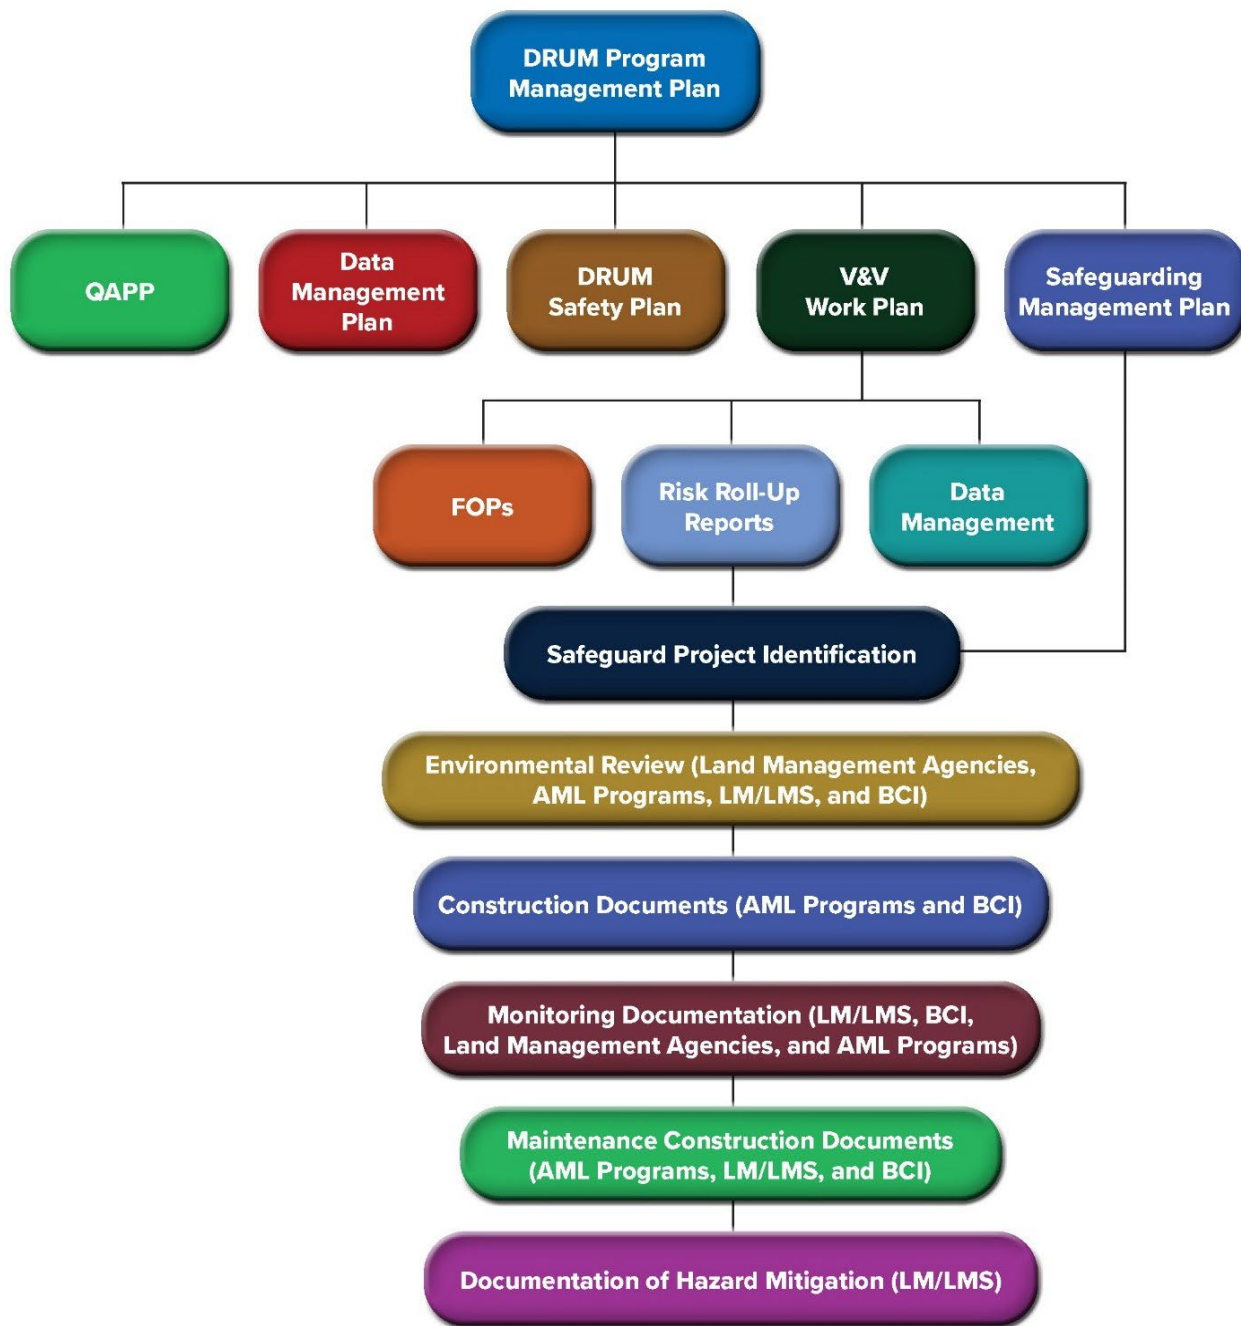 DRUM Program
Management Plan
QAPP
Data
Management
Plan
DRUM
Safety Plan
V&V
Work Plan
Safeguarding
Management Plan
FOPs
Risk Roll-Up
Reports
Data
Management
Safeguard Project Identification
Environmental Review (Land Management Agencies,
AML Programs, LM/LMS, and BCI)
Construction Documents (AML Programs and BCI)
Monitoring Documentation (LM/LMS, BCI,
Land Management Agencies, and AML Programs)
Maintenance Construction Documents
(AML Programs, LM/LMS, and BCI)
Documentation of Hazard Mitigation (LM/LMS)